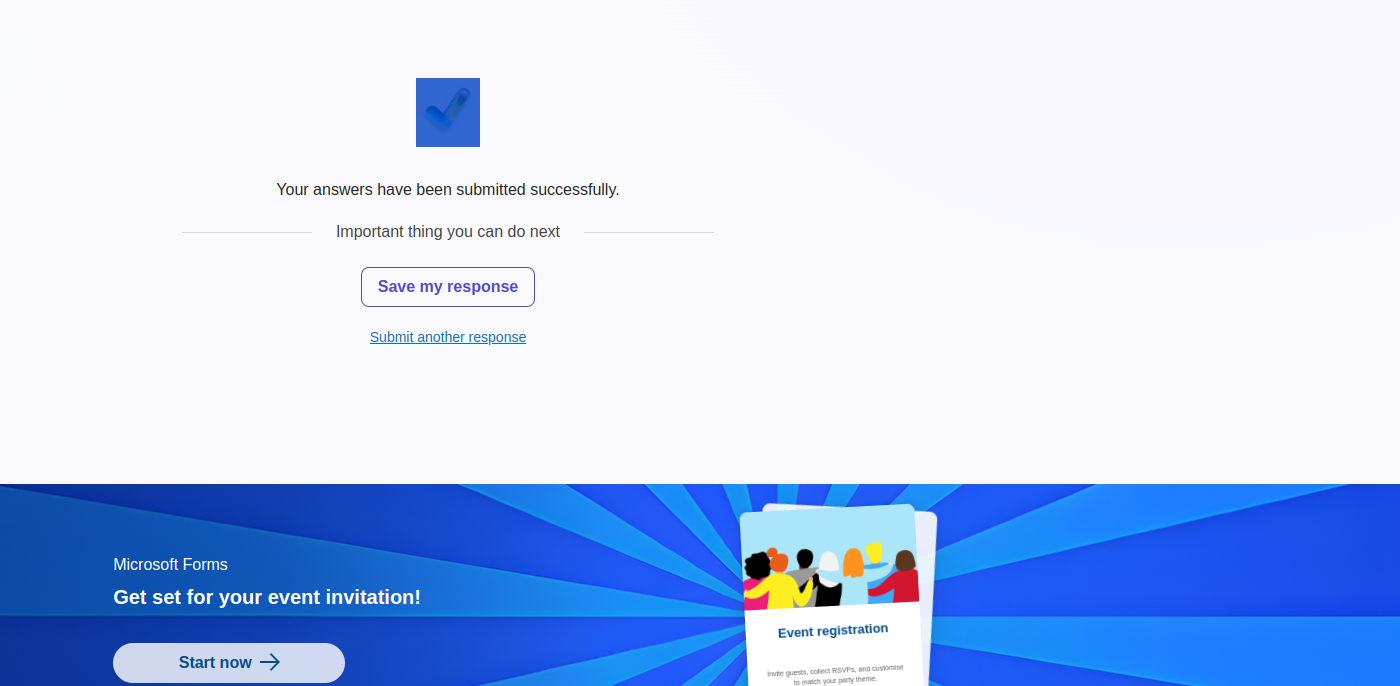 Your answers have been submitted successfully.
Important thing you can do next
Save my response
Submit another response
Microsoft Forms
Get set for your event invitation!
Start now
Event registration
Invite guests, collect RSVPs, and customise
to match your party theme.